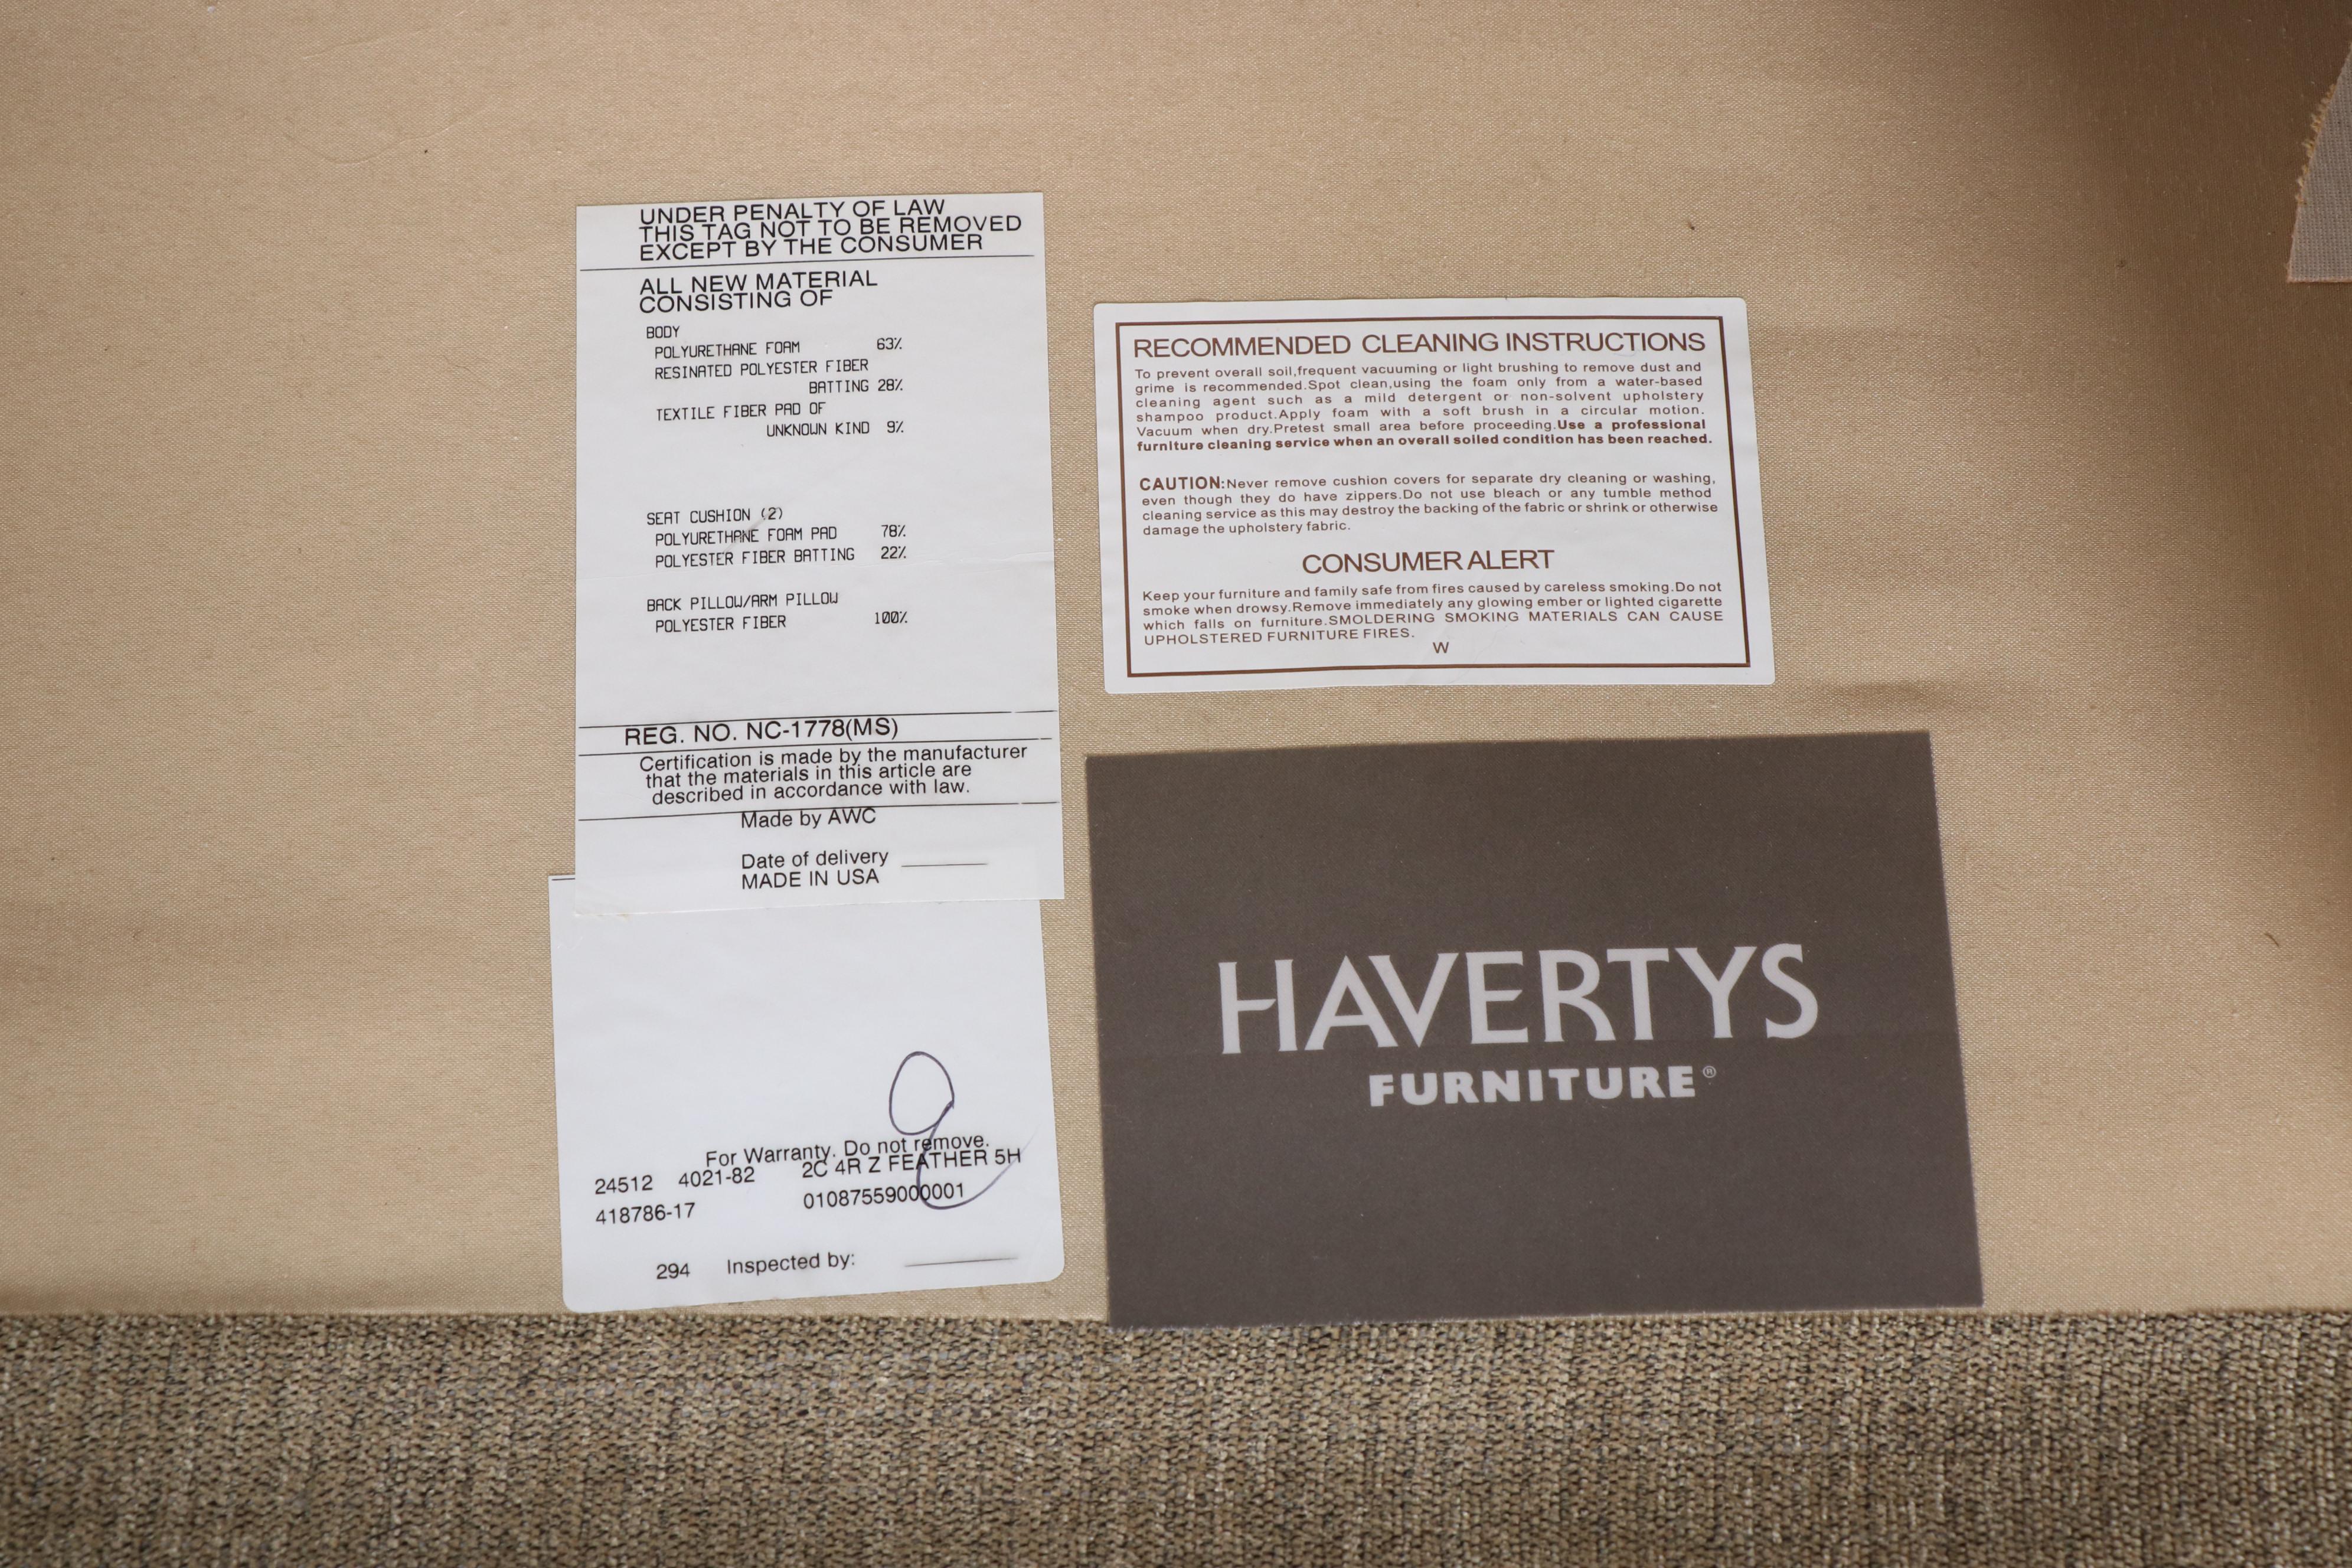 UNDER PENALTY OF LAW
THIS TAG NOT TO BE REMOVED
EXCEPT BY THE CONSUMER
ALL NEW MATERIAL
CONSISTING OF
BODY
POLYURETHANE FOAM 63%
RESINATED POLYESTER FIBER
BATTING 28%
TEXTILE FIBER PAD OF
UNKNOWN KIND 9%
SEAT CUSHION (2)
POLYURETHANE FOAM PAD 78%
POLYESTER FIBER BATTING 22%
BACK PILLOW/ARM PILLOW
POLYESTER FIBER 100%
REG. NO. NC-1778(MS)
Certification is made by the manufacturer
that the materials in this article are
described in accordance with law.
Made by AWC
Date of delivery
MADE IN USA
For Warranty. Do not remove.
24512 4021-82 2C 4R Z FEATHER 5H
418786-17 01087559000001
294 Inspected by:
RECOMMENDED CLEANING INSTRUCTIONS
To prevent overall soil,frequent vacuuming or light brushing to remove dust and
grime is recommended.Spot clean,using the foam only from a water-based
cleaning agent such as a mild detergent or non-solvent upholstery
shampoo product.Apply foam with a soft brush in a circular motion.
Vacuum when dry.Pretest small area before proceeding.Use a professional
furniture cleaning service when an overall soiled condition has been reached.
CAUTION:Never remove cushion covers for separate dry cleaning or washing,
even though they do have zippers.Do not use bleach or any tumble method
cleaning service as this may destroy the backing of the fabric or shrink or otherwise
damage the upholstery fabric.
CONSUMER ALERT
Keep your furniture and family safe from fires caused by careless smoking.Do not
smoke when drowsy.Remove immediately any glowing ember or lighted cigarette
which falls on furniture.SMOLDERING SMOKING MATERIALS CAN CAUSE
UPHOLSTERED FURNITURE FIRES.
W
HAVERTYS
FURNITURE®